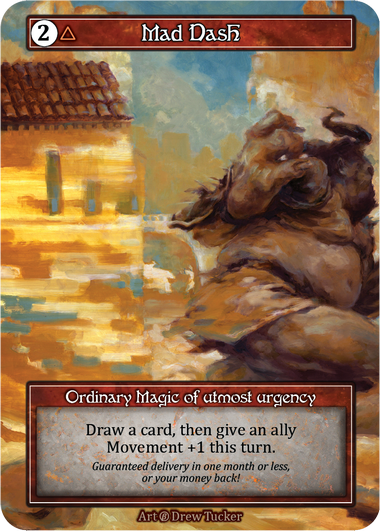 2
Mad Dash
Ordinary Magic of utmost urgency
Draw a card, then give an ally
Movement +1 this turn.
Guaranteed delivery in one month or less,
or your money back!
Art @ Drew Tucker